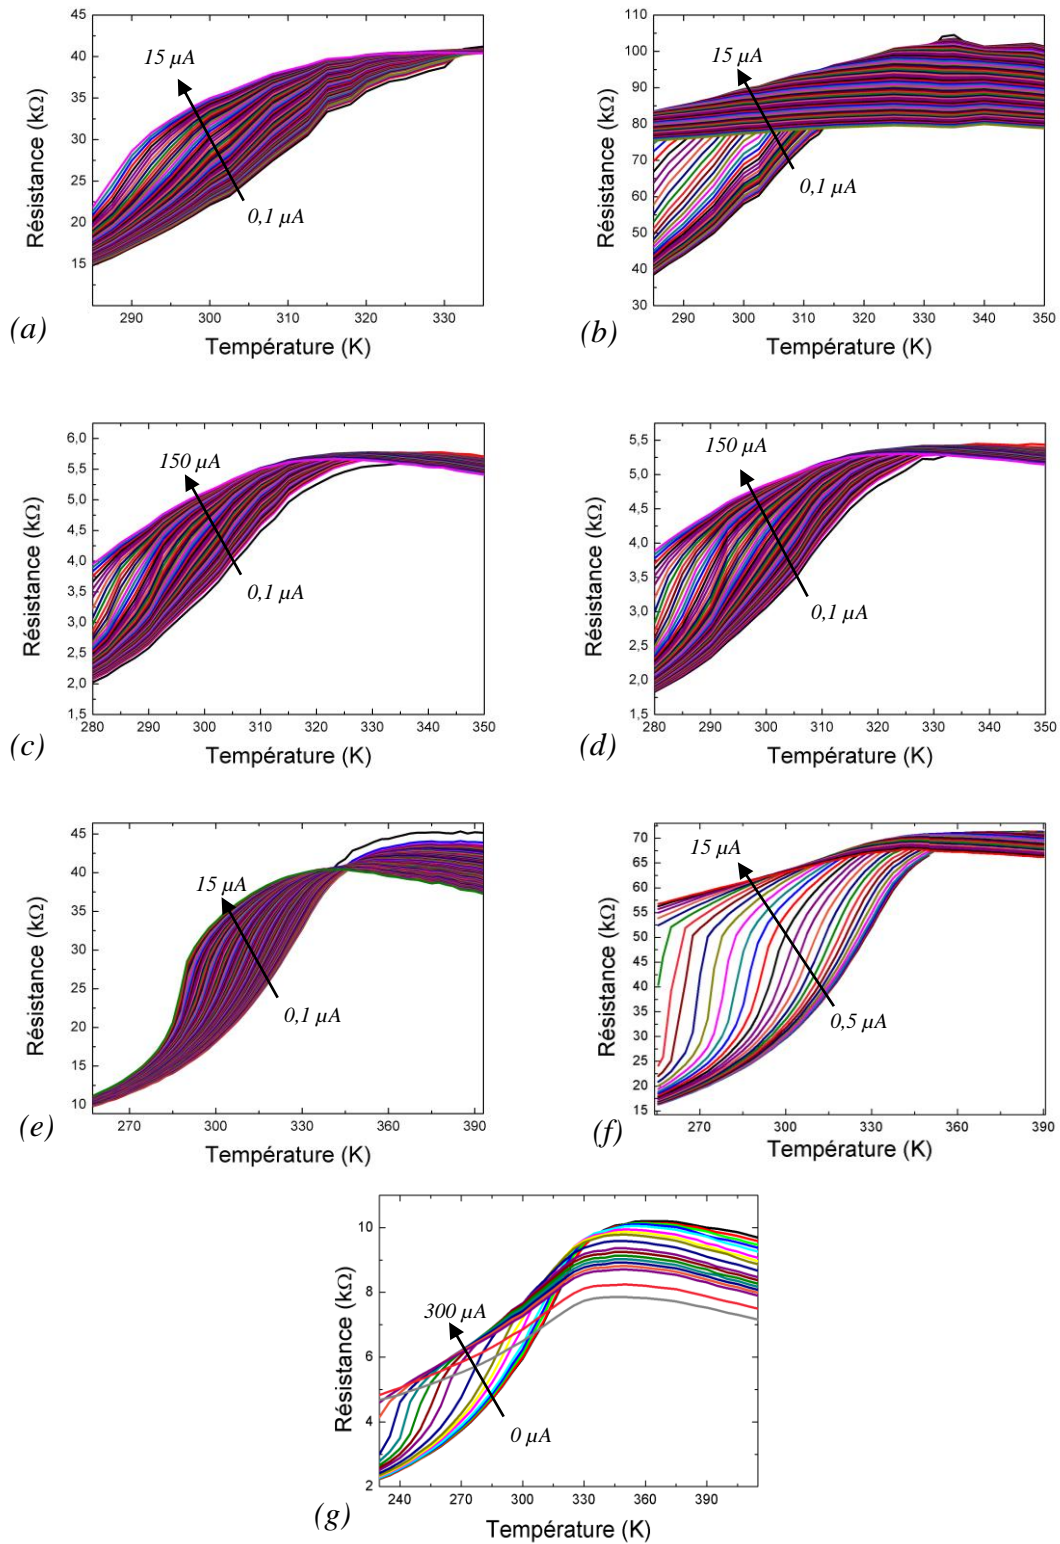 45
40
35
30
25
20
15
290 300 310 320 330
Résistance (kΩ)
Température (K)
15 µA
0,1 µA
(a)
110
100
90
80
70
60
50
40
30
290 300 310 320 330 340 350
Résistance (kΩ)
Température (K)
15 µA
0,1 µA
(b)
6,0
5,5
5,0
4,5
4,0
3,5
3,0
2,5
2,0
1,5
280 290 300 310 320 330 340 350
Résistance (kΩ)
Température (K)
150 µA
0,1 µA
(c)
5,5
5,0
4,5
4,0
3,5
3,0
2,5
2,0
1,5
280 290 300 310 320 330 340 350
Résistance (kΩ)
Température (K)
150 µA
0,1 µA
(d)
45
40
35
30
25
20
15
10
270 300 330 360 390
Résistance (kΩ)
Température (K)
15 µA
0,1 µA
(e)
70
65
60
55
50
45
40
35
30
25
20
15
270 300 330 360 390
Résistance (kΩ)
Température (K)
15 µA
0,5 µA
(f)
10
8
6
4
2
240 270 300 330 360 390
Résistance (kΩ)
Température (K)
300 µA
0 µA
(g)